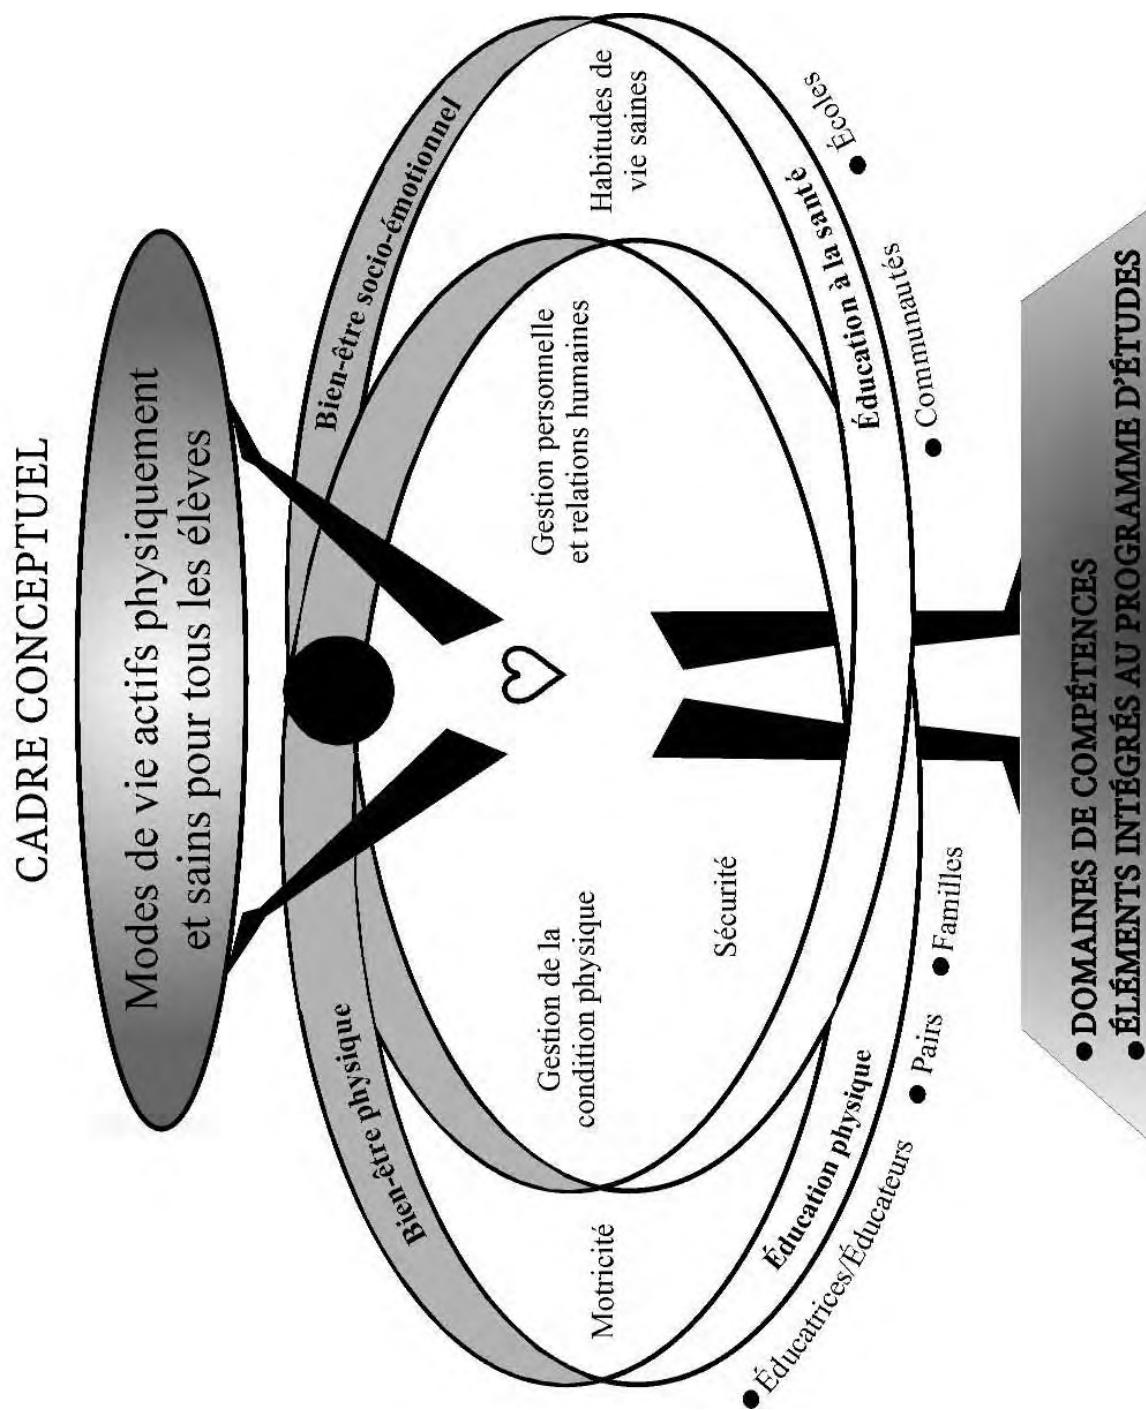 CADRE CONCEPTUEL
Modes de vie actifs physiquement
et sains pour tous les élèves
Bien-être physique
Bien-être socio-émotionnel
Motricité
Gestion de la
condition physique
Gestion personnelle
et relations humaines
Habitudes de
vie saines
Sécurité
Éducation physique
Éducation à la santé
• Éducatrices/Éducateurs
• Pairs
• Familles
• Communautés
• Écoles
• DOMAINES DE COMPÉTENCES
• ÉLÉMENTS INTÉGRÉS AU PROGRAMME D'ÉTUDES